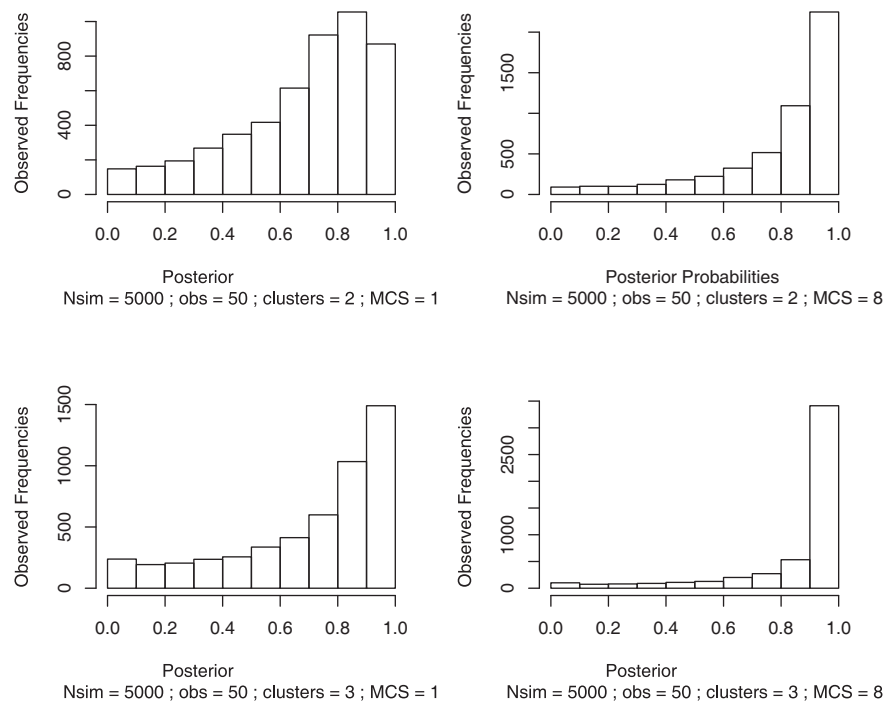 Observed Frequencies
800
400
0
0.0 0.2 0.4 0.6 0.8 1.0
Posterior
Nsim = 5000 ; obs = 50 ; clusters = 2 ; MCS = 1
Observed Frequencies
1500
500
0
0.0 0.2 0.4 0.6 0.8 1.0
Posterior Probabilities
Nsim = 5000 ; obs = 50 ; clusters = 2 ; MCS = 8
Observed Frequencies
1500
1000
500
0
0.0 0.2 0.4 0.6 0.8 1.0
Posterior
Nsim = 5000 ; obs = 50 ; clusters = 3 ; MCS = 1
Observed Frequencies
2500
1000
0
0.0 0.2 0.4 0.6 0.8 1.0
Posterior
Nsim = 5000 ; obs = 50 ; clusters = 3 ; MCS = 8